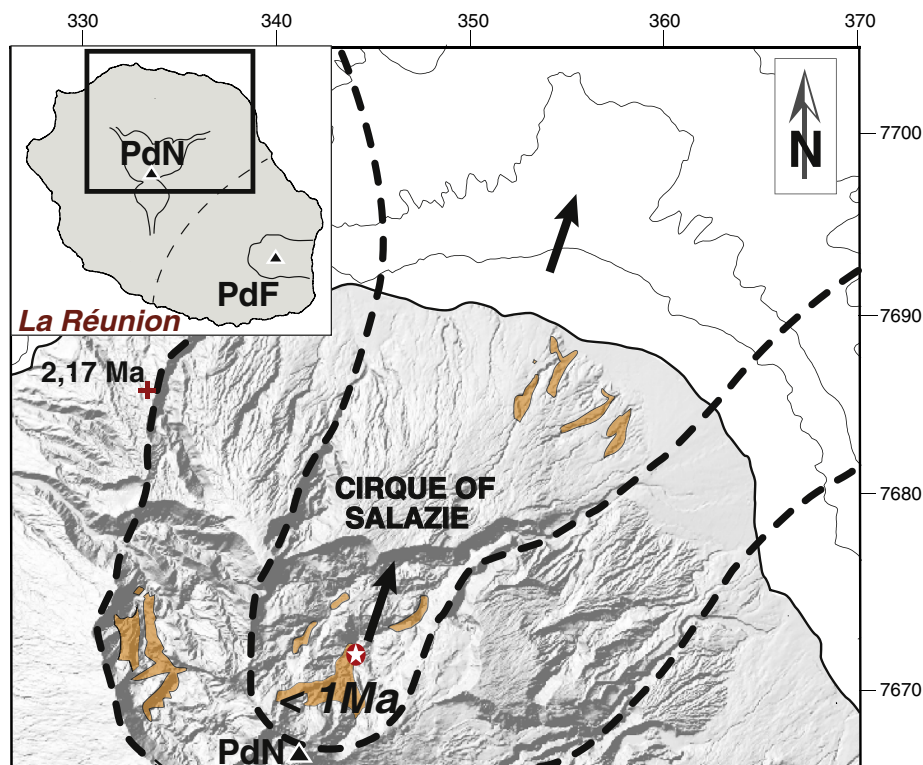 330 340 350 360 370
PdN
PdF
La Réunion
N
7700
7690
2,17 Ma
CIRQUE OF
SALAZIE
7680
< 1Ma
7670
PdN